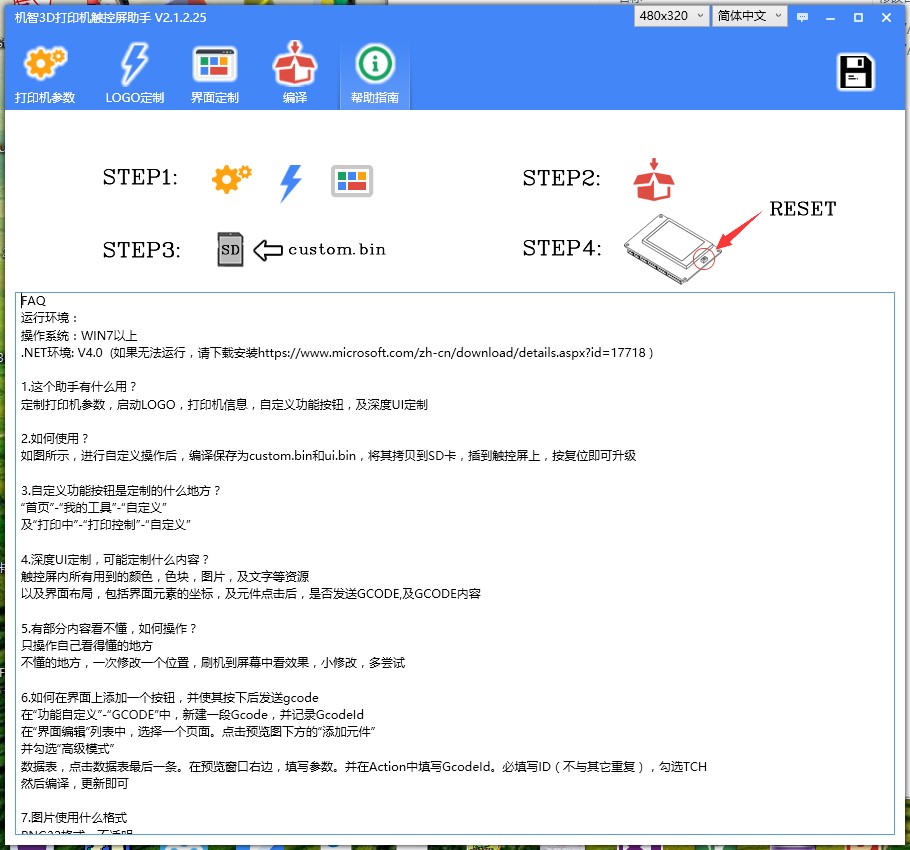 机智3D打印机触控屏助手 V2.1.2.25
480x320
简体中文
打印机参数
LOGO定制
界面定制
编译
帮助指南
STEP1:
STEP2:
RESET
STEP3:
SD
custom.bin
STEP4:
FAQ
运行环境：
操作系统：WIN7以上
.NET环境: V4.0  (如果无法运行，请下载安装https://www.microsoft.com/zh-cn/download/details.aspx?id=17718 )
1.这个助手有什么用？
定制打印机参数，启动LOGO，打印机信息，自定义功能按钮，及深度UI定制
2.如何使用？
如图所示，进行自定义操作后，编译保存为custom.bin和ui.bin，将其拷贝到SD卡，插到触控屏上，按复位即可升级
3.自定义功能按钮是定制的什么地方？
“首页”-“我的工具”-“自定义”
及“打印中”-“打印控制”-“自定义”
4.深度UI定制，可能定制什么内容？
触控屏内所有用到的颜色，色块，图片，及文字等资源
以及界面布局，包括界面元素的坐标，及元件点击后，是否发送GCODE,及GCODE内容
5.有部分内容看不懂，如何操作？
只操作自己看得懂的地方
不懂的地方，一次修改一个位置，刷机到屏幕中看效果，小修改，多尝试
6.如何在界面上添加一个按钮，并使其按下后发送gcode
在“功能自定义”-“GCODE”中，新建一段Gcode，并记录GcodeId
在“界面编辑”列表中，选择一个页面。点击预览图下方的“添加元件”
并勾选“高级模式”
数据表，点击数据表最后一条。在预览窗口右边，填写参数。并在Action中填写GcodeId。必填写ID（不与其它重复），勾选TCH
然后编译，更新即可
7.图片使用什么格式